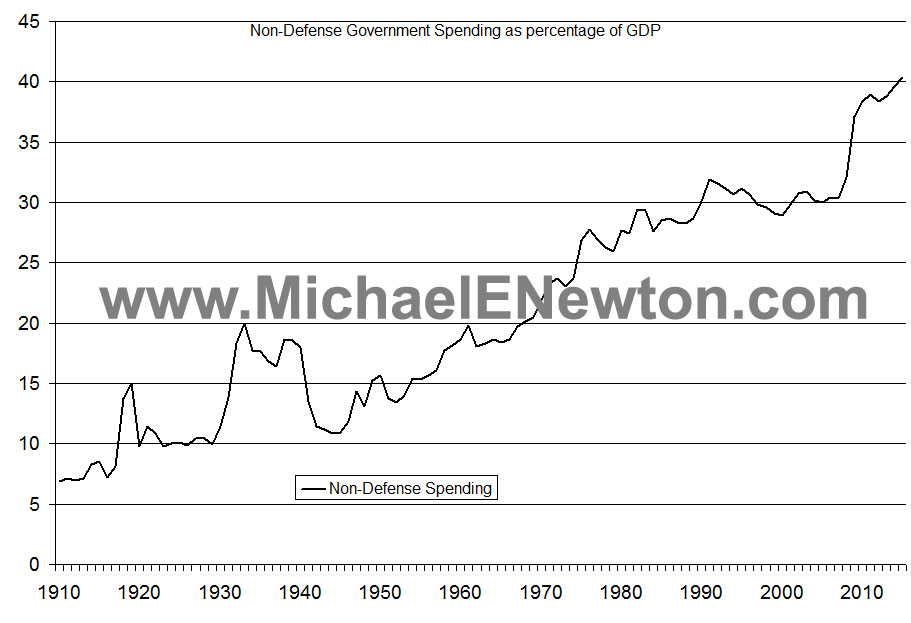 Non-Defense Government Spending as percentage of GDP
45
40
35
30
25
20
15
10
5
0
www.MichaelENewton.com
Non-Defense Spending
1910 1920 1930 1940 1950 1960 1970 1980 1990 2000 2010